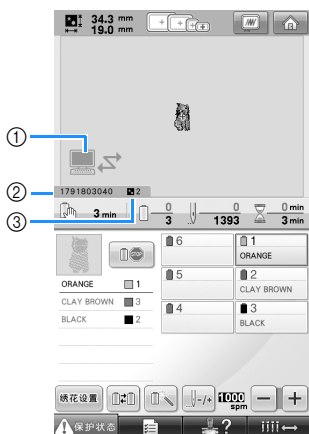 34.3 mm
19.0 mm
①
②
③
1791803040 2
3 min
0
3
0
1393
0 min
3 min
ORANGE 1
CLAY BROWN 3
BLACK 2
6
1
ORANGE
5
2
CLAY BROWN
4
3
BLACK
绣花设置
-/+
1000
spm
- +
保护状态
?